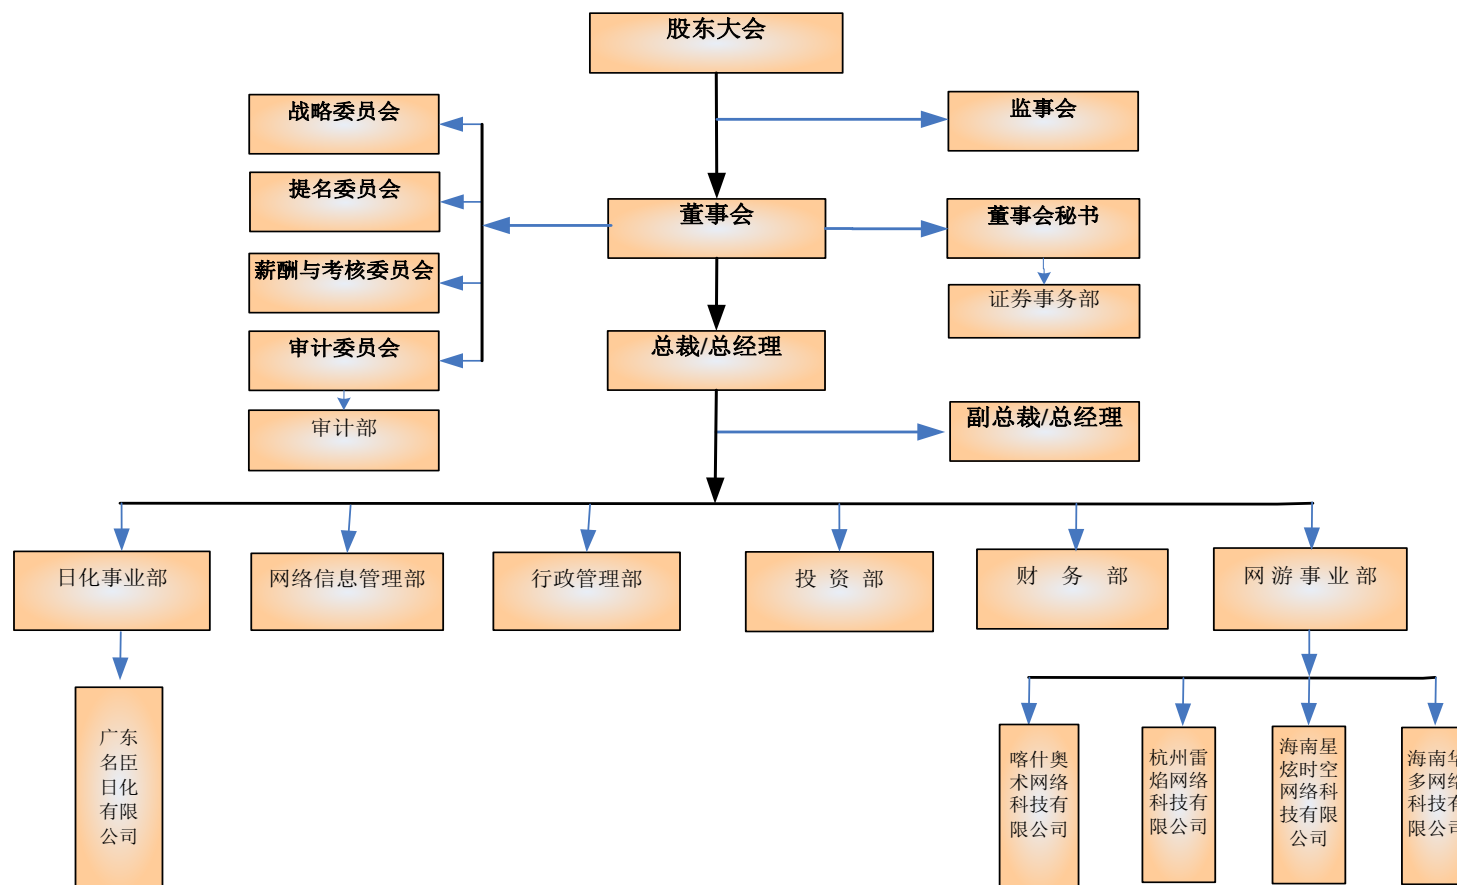 股东大会
战略委员会
监事会
提名委员会
董事会
董事会秘书
薪酬与考核委员会
证券事务部
审计委员会
总裁/总经理
审计部
副总裁/总经理
日化事业部
网络信息管理部
行政管理部
投 资 部
财 务 部
网 游 事 业 部
广东
名臣
日化
有限
公司
喀什奥
术网络
科技有
限公司
杭州雷
焰网络
科技有
限公司
海南星
炫时空
网络科
技有限
公司
海南华
多网络
科技有
限公司